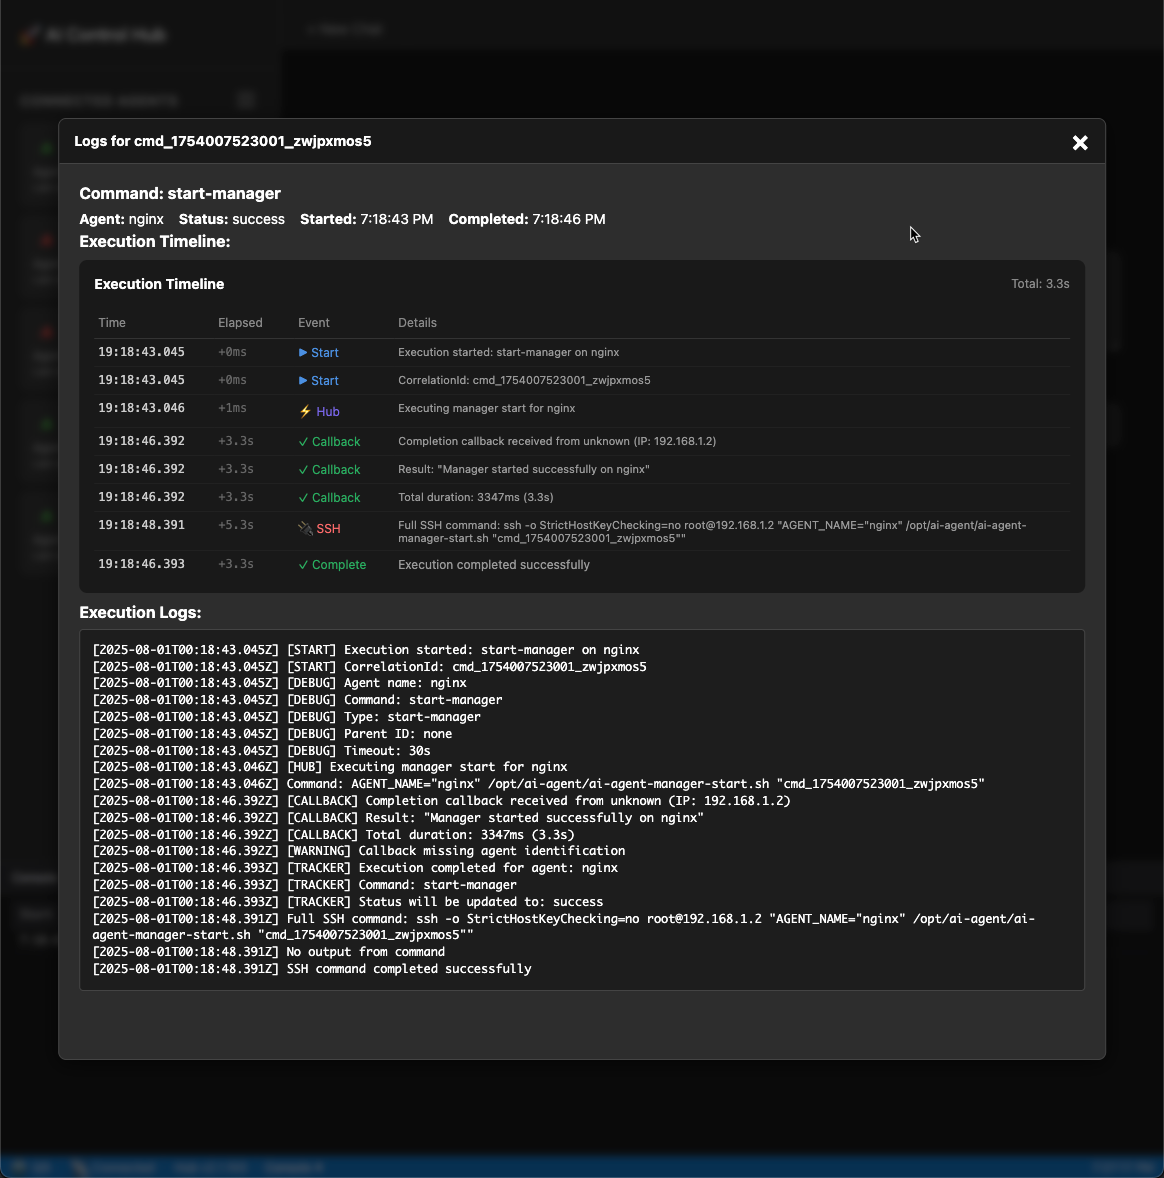 AI Control Hub
+ New Chat
CONNECTED AGENTS
Logs for cmd_1754007523001_zwjpxmos5
Command: start-manager
Agent: nginx Status: success Started: 7:18:43 PM Completed: 7:18:46 PM
Execution Timeline:
Execution Timeline Total: 3.3s
Time Elapsed Event Details
19:18:43.045 +0ms Start Execution started: start-manager on nginx
19:18:43.045 +0ms Start CorrelationId: cmd_1754007523001_zwjpxmos5
19:18:43.046 +1ms Hub Executing manager start for nginx
19:18:46.392 +3.3s ✓ Callback Completion callback received from unknown (IP: 192.168.1.2)
19:18:46.392 +3.3s ✓ Callback Result: "Manager started successfully on nginx"
19:18:46.392 +3.3s ✓ Callback Total duration: 3347ms (3.3s)
19:18:48.391 +5.3s SSH Full SSH command: ssh -o StrictHostKeyChecking=no root@192.168.1.2 "AGENT_NAME="nginx" /opt/ai-agent/ai-agent-
manager-start.sh "cmd_1754007523001_zwjpxmos5""
19:18:46.393 +3.3s ✓ Complete Execution completed successfully
Execution Logs:
[2025-08-01T00:18:43.045Z] [START] Execution started: start-manager on nginx
[2025-08-01T00:18:43.045Z] [START] CorrelationId: cmd_1754007523001_zwjpxmos5
[2025-08-01T00:18:43.045Z] [DEBUG] Agent name: nginx
[2025-08-01T00:18:43.045Z] [DEBUG] Command: start-manager
[2025-08-01T00:18:43.045Z] [DEBUG] Type: start-manager
[2025-08-01T00:18:43.045Z] [DEBUG] Parent ID: none
[2025-08-01T00:18:43.045Z] [DEBUG] Timeout: 30s
[2025-08-01T00:18:43.046Z] [HUB] Executing manager start for nginx
[2025-08-01T00:18:43.046Z] Command: AGENT_NAME="nginx" /opt/ai-agent/ai-agent-manager-start.sh "cmd_1754007523001_zwjpxmos5"
[2025-08-01T00:18:46.392Z] [CALLBACK] Completion callback received from unknown (IP: 192.168.1.2)
[2025-08-01T00:18:46.392Z] [CALLBACK] Result: "Manager started successfully on nginx"
[2025-08-01T00:18:46.392Z] [CALLBACK] Total duration: 3347ms (3.3s)
[2025-08-01T00:18:46.392Z] [WARNING] Callback missing agent identification
[2025-08-01T00:18:46.393Z] [TRACKER] Execution completed for agent: nginx
[2025-08-01T00:18:46.393Z] [TRACKER] Command: start-manager
[2025-08-01T00:18:46.393Z] [TRACKER] Status will be updated to: success
[2025-08-01T00:18:48.391Z] Full SSH command: ssh -o StrictHostKeyChecking=no root@192.168.1.2 "AGENT_NAME="nginx" /opt/ai-agent/ai-
agent-manager-start.sh "cmd_1754007523001_zwjpxmos5""
[2025-08-01T00:18:48.391Z] No output from command
[2025-08-01T00:18:48.391Z] SSH command completed successfully